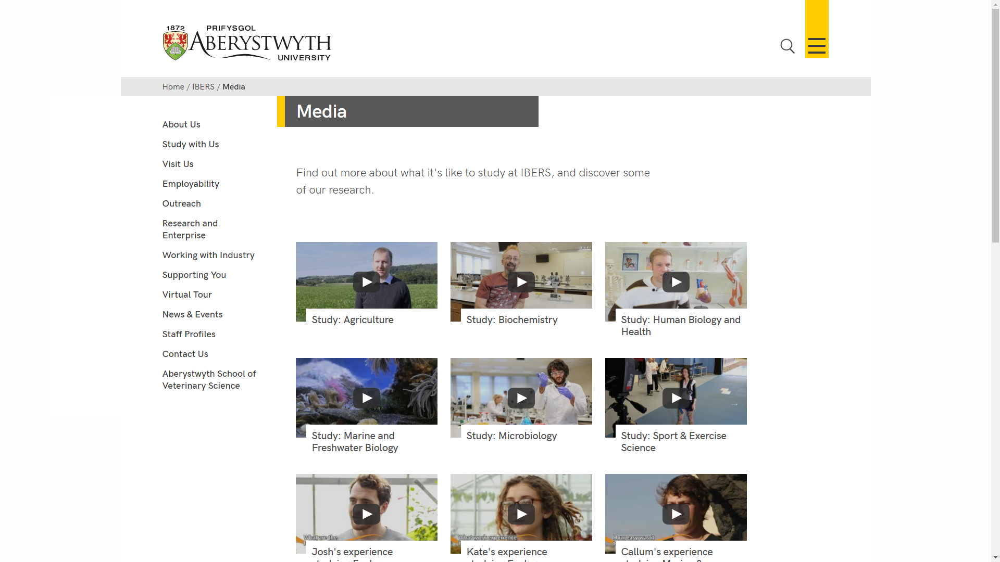 1872
PRIFYSGOL
ABERYSTWYTH
UNIVERSITY
Home / IBERS / Media
Media
About Us
Study with Us
Visit Us
Employability
Outreach
Research and
Enterprise
Working with Industry
Supporting You
Virtual Tour
News & Events
Staff Profiles
Contact Us
Aberystwyth School of
Veterinary Science
Find out more about what it's like to study at IBERS, and discover some
of our research.
Study: Agriculture
Study: Biochemistry
Study: Human Biology and
Health
Study: Marine and
Freshwater Biology
Study: Microbiology
Study: Sport & Exercise
Science
What are the
What work experience
How easy was it
Josh's experience
Kate's experience
Callum's experience